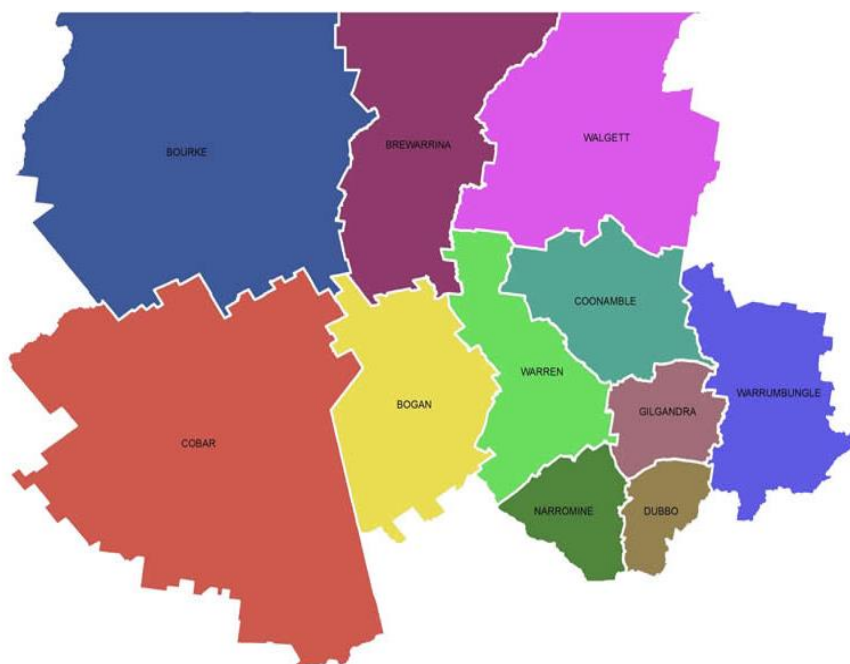 BOURKE
BREWARRINA
WALGETT
COONAMBLE
WARREN
WARRUMBUNGLE
BOGAN
GILGANDRA
COBAR
NARROMINE
DUBBO